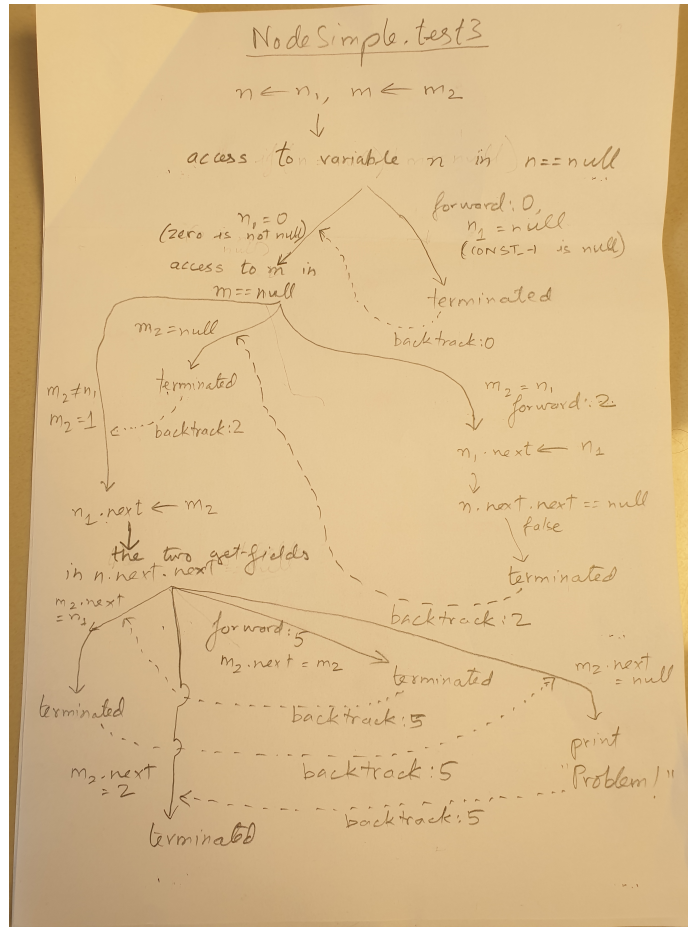 NodeSimple.test3
n ← n₁, m ← m₂
access to variable n in n==null
n₁ = 0
(zero is not null)
forward: 0,
n₁ = null
(CONST_1 is null)
access to m in
m==null
terminated
backtrack:0
m₂ = null
terminated
m₂ ≠ n₁
m₂ = 1
backtrack:2
m₂ = n₁
forward: 2
n₁.next ← n₁
n.next.next == null
false
terminated
backtrack:2
n₁.next ← m₂
the two get-fields
in n.next.next
m₂.next
= n₁
forword:5
m₂.next = m₂
m₂.next
= null
terminated
terminated
backtrack:5
backtrack:5
print
"Problem!"
m₂.next
= 2
backtrack:5
terminated